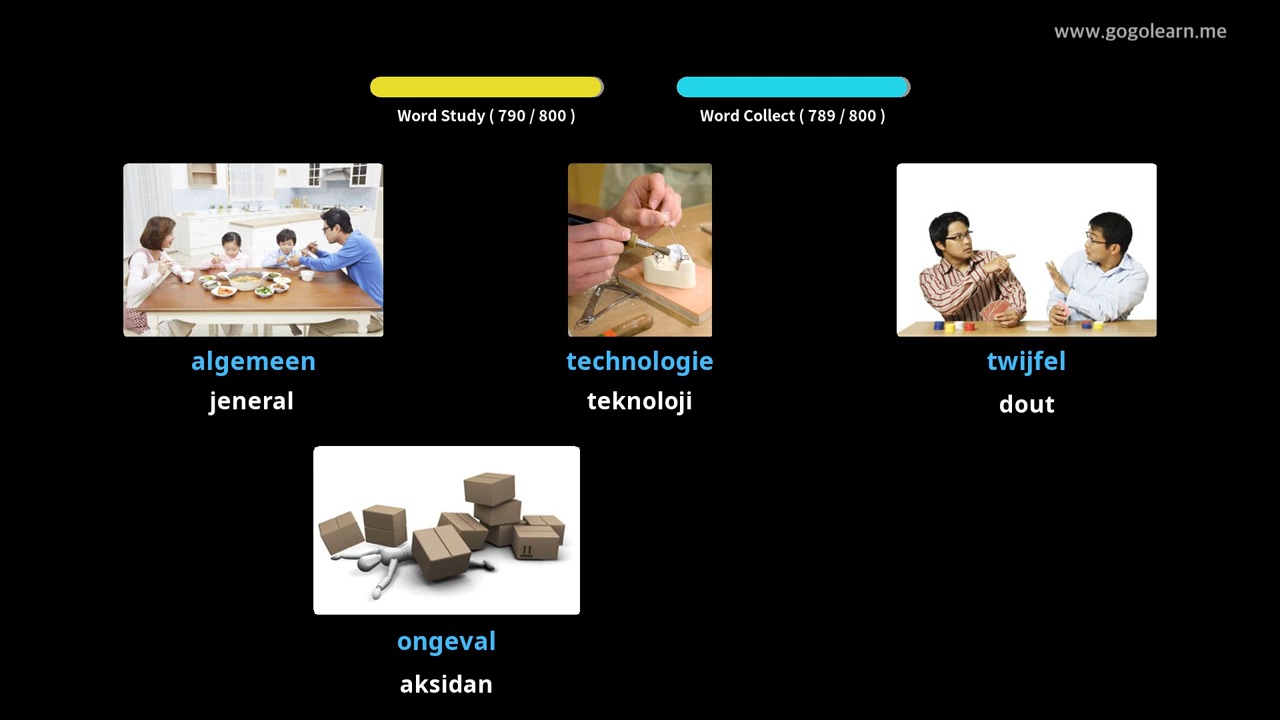 www.gogolearn.me
Word Study ( 790 / 800 )
Word Collect ( 789 / 800 )
algemeen
jeneral
technologie
teknoloji
twijfel
dout
ongeval
aksidan